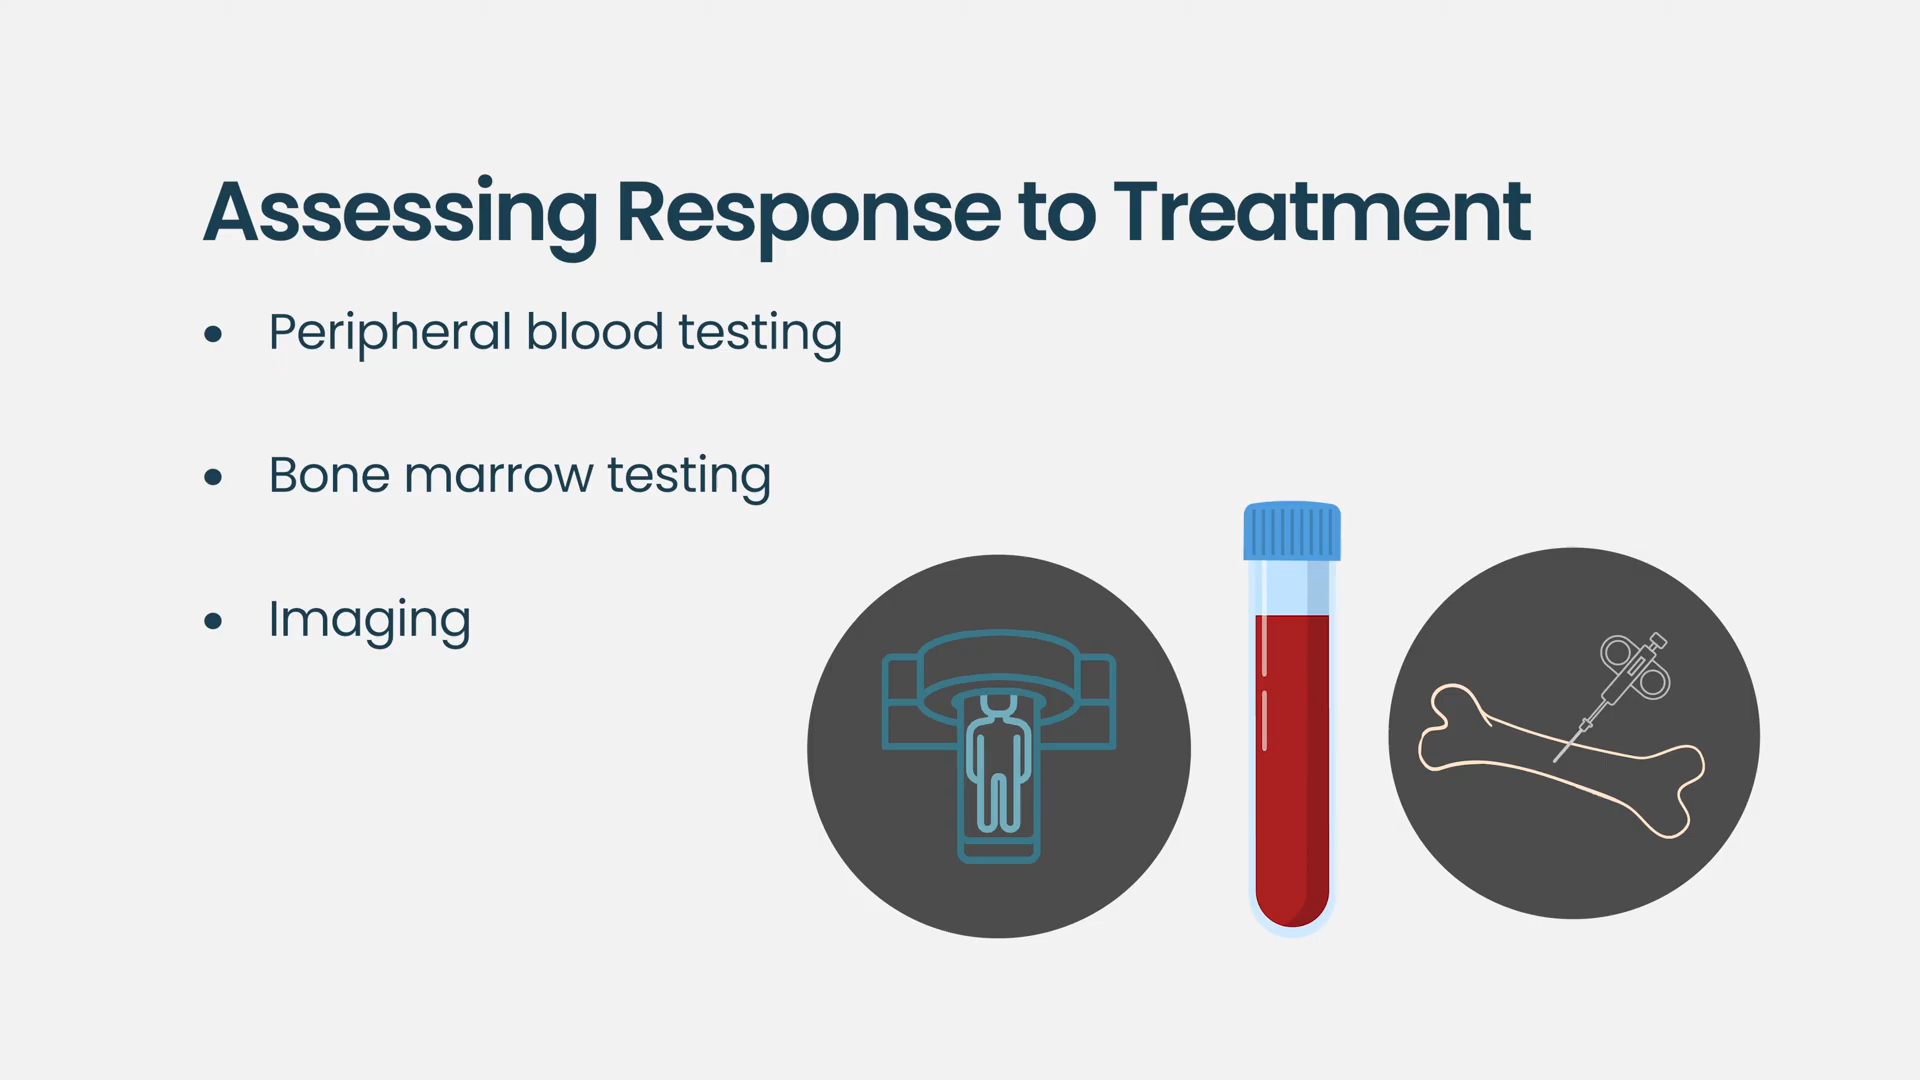 Assessing Response to Treatment
• Peripheral blood testing
• Bone marrow testing
• Imaging